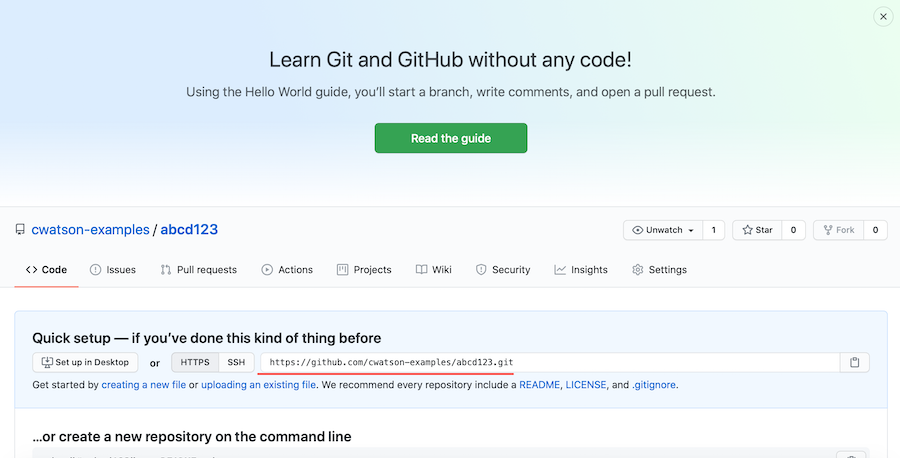 Learn Git and GitHub without any code!
Using the Hello World guide, you’ll start a branch, write comments, and open a pull request.
Read the guide
cwatson-examples / abcd123
Unwatch 1 Star 0 Fork 0
Code Issues Pull requests Actions Projects Wiki Security Insights Settings
Quick setup — if you’ve done this kind of thing before
Set up in Desktop or HTTPS SSH https://github.com/cwatson-examples/abcd123.git
Get started by creating a new file or uploading an existing file. We recommend every repository include a README, LICENSE, and .gitignore.
…or create a new repository on the command line